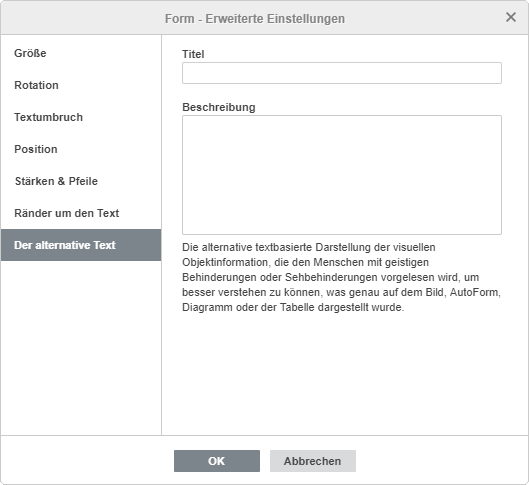 Form - Erweiterte Einstellungen
Größe
Rotation
Textumbruch
Position
Stärken & Pfeile
Ränder um den Text
Der alternative Text
Titel
Beschreibung
Die alternative textbasierte Darstellung der visuellen
Objektinformation, die den Menschen mit geistigen
Behinderungen oder Sehbehinderungen vorgelesen wird, um
besser verstehen zu können, was genau auf dem Bild, AutoForm,
Diagramm oder der Tabelle dargestellt wurde.
OK
Abbrechen